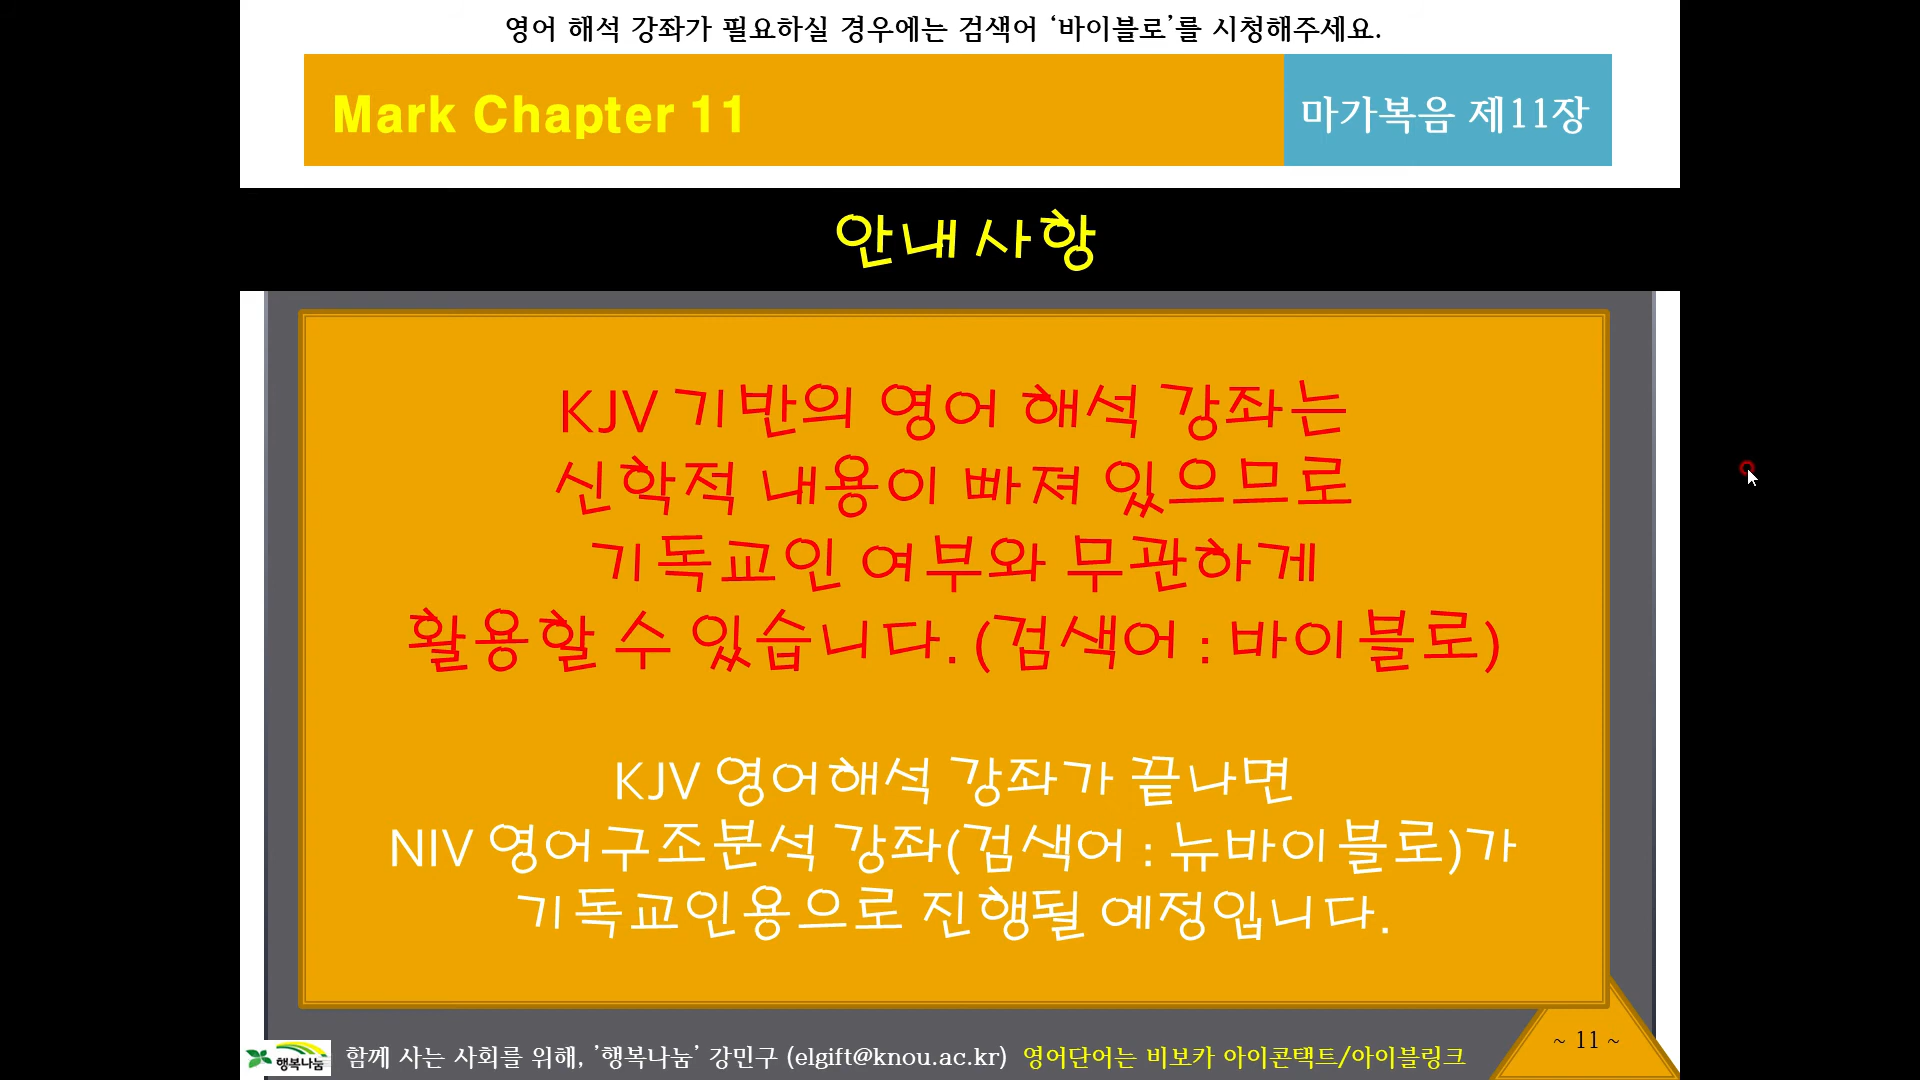 영어 해석 강좌가 필요하실 경우에는 검색어 ‘바이블로’를 시청해주세요.
Mark Chapter 11
마가복음 제11장
안내사항
KJV 기반의 영어 해석 강좌는
신학적 내용이 빠져 있으므로
기독교인 여부와 무관하게
활용할 수 있습니다. (검색어 : 바이블로)
KJV 영어해석 강좌가 끝나면
NIV 영어구조분석 강좌(검색어 : 뉴바이블로)가
기독교인용으로 진행될 예정입니다.
~ 11 ~
행복나눔 함께 사는 사회를 위해, ’행복나눔’ 강민구 (elgift@knou.ac.kr) 영어단어는 비보카 아이콘택트/아이블링크